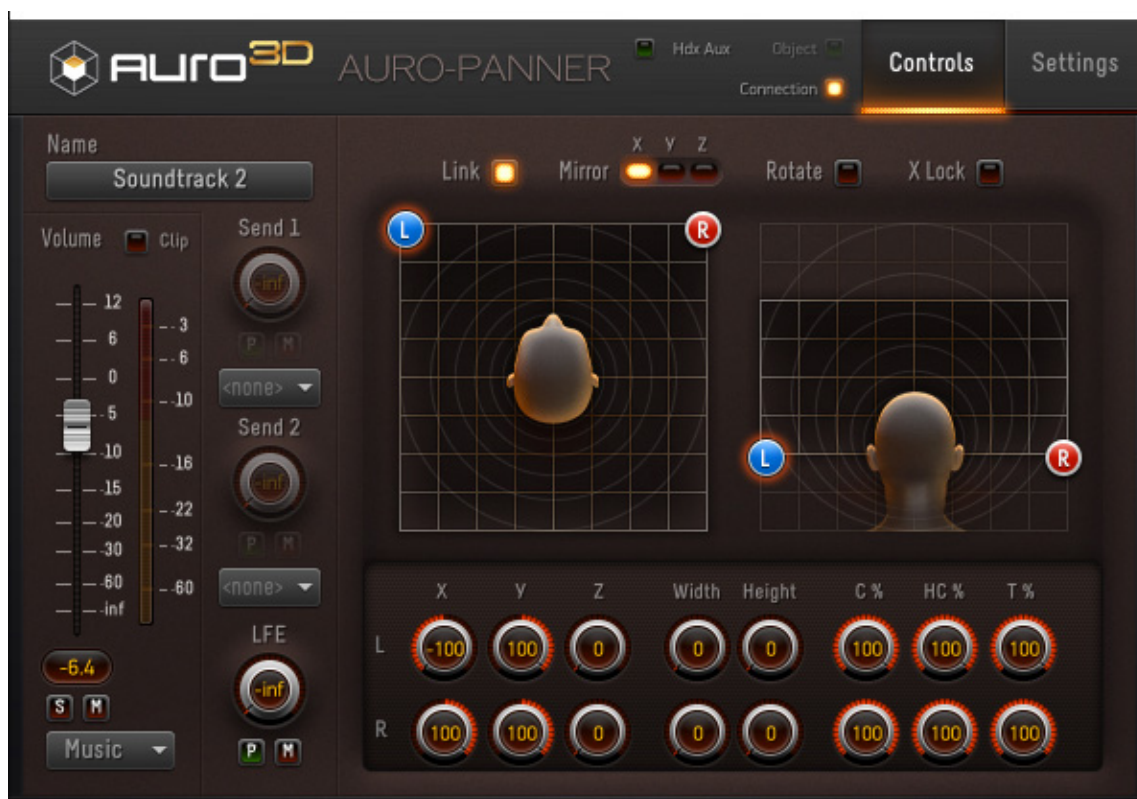 AURO 3D AURO-PANNER Hdx Aux Object Connection Controls Settings
Name
Soundtrack 2
Link Mirror X Y Z Rotate X Lock
Volume Clip
12
6
0
-5
-10
-15
-20
-30
-60
-inf
-3
-6
-10
-16
-22
-32
-60
-6.4
S M
Music
Send 1
-inf
P M
<none>
Send 2
-inf
P M
<none>
LFE
-inf
P M
L R
L R
X Y Z Width Height C % HC % T %
L -100 100 0 0 0 100 100 100
R 100 100 0 0 0 100 100 100